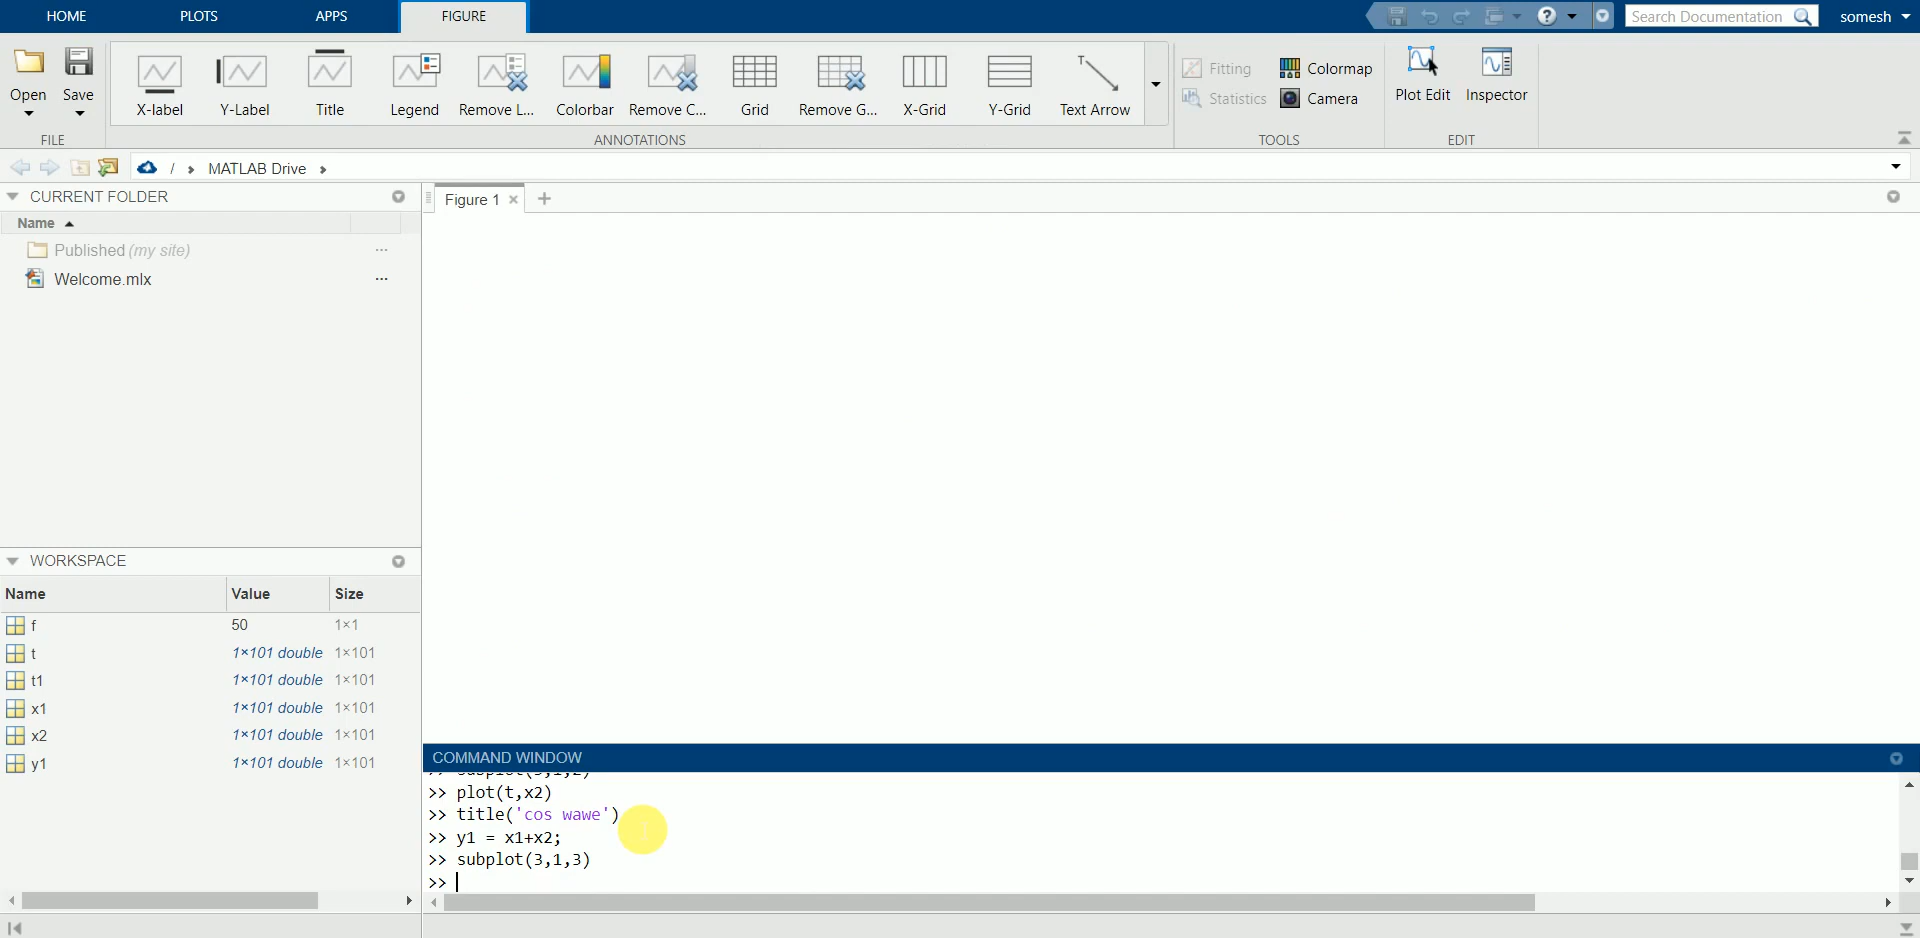 HOME PLOTS APPS FIGURE Search Documentation somesh
Open Save X-label Y-Label Title Legend Remove L... Colorbar Remove C... Grid Remove G... X-Grid Y-Grid Text Arrow Fitting Colormap Plot Edit Inspector
Statistics Camera
FILE ANNOTATIONS TOOLS EDIT
/ › MATLAB Drive ›
CURRENT FOLDER
Figure 1 × +
Name
Published (my site) ...
Welcome.mlx ...
WORKSPACE
Name Value Size
f 50 1×1
t 1×101 double 1×101
t1 1×101 double 1×101
x1 1×101 double 1×101
x2 1×101 double 1×101
y1 1×101 double 1×101
COMMAND WINDOW
>> plot(t,x2)
>> title('cos wawe')
>> y1 = x1+x2;
>> subplot(3,1,3)
>>